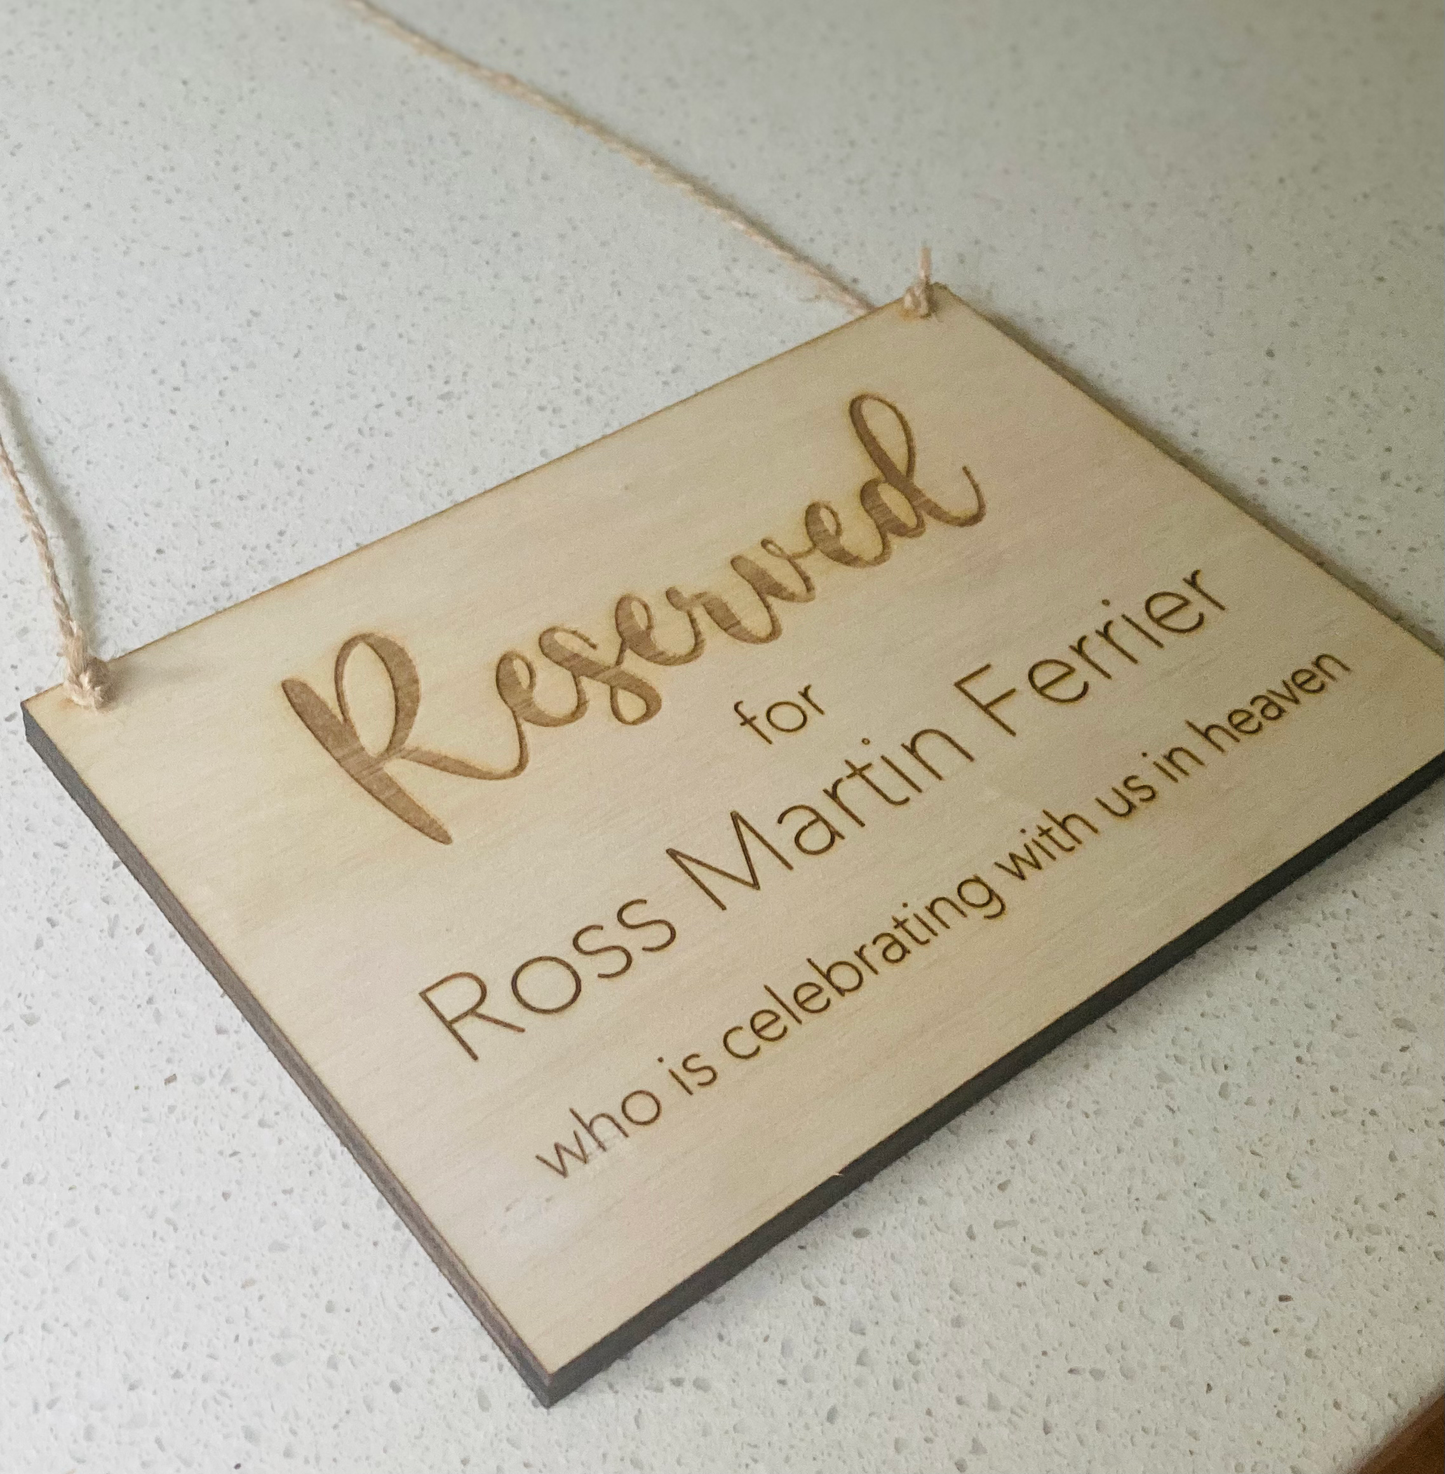 Reserved
for
Ross Martin Ferrier
who is celebrating with us in heaven